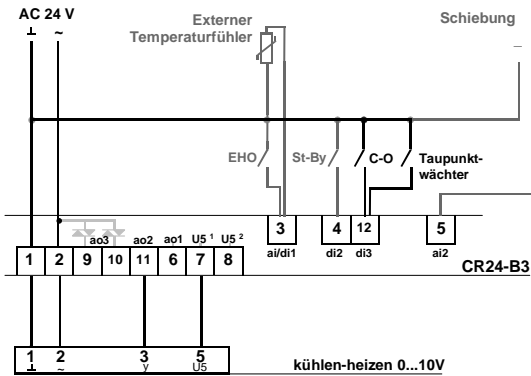 AC 24 V
⊥ ~
Externer
Temperaturfühler
Schiebung
EHO
St-By
C-O
Taupunkt-
wächter
3
4
12
5
ai/di1
di2
di3
ai2
ao3 ao2 ao1 U5 1 U5 2
1 2 9 10 11 6 7 8
CR24-B3
1 2 3 5
⊥ ~ y U5
kühlen-heizen 0...10V